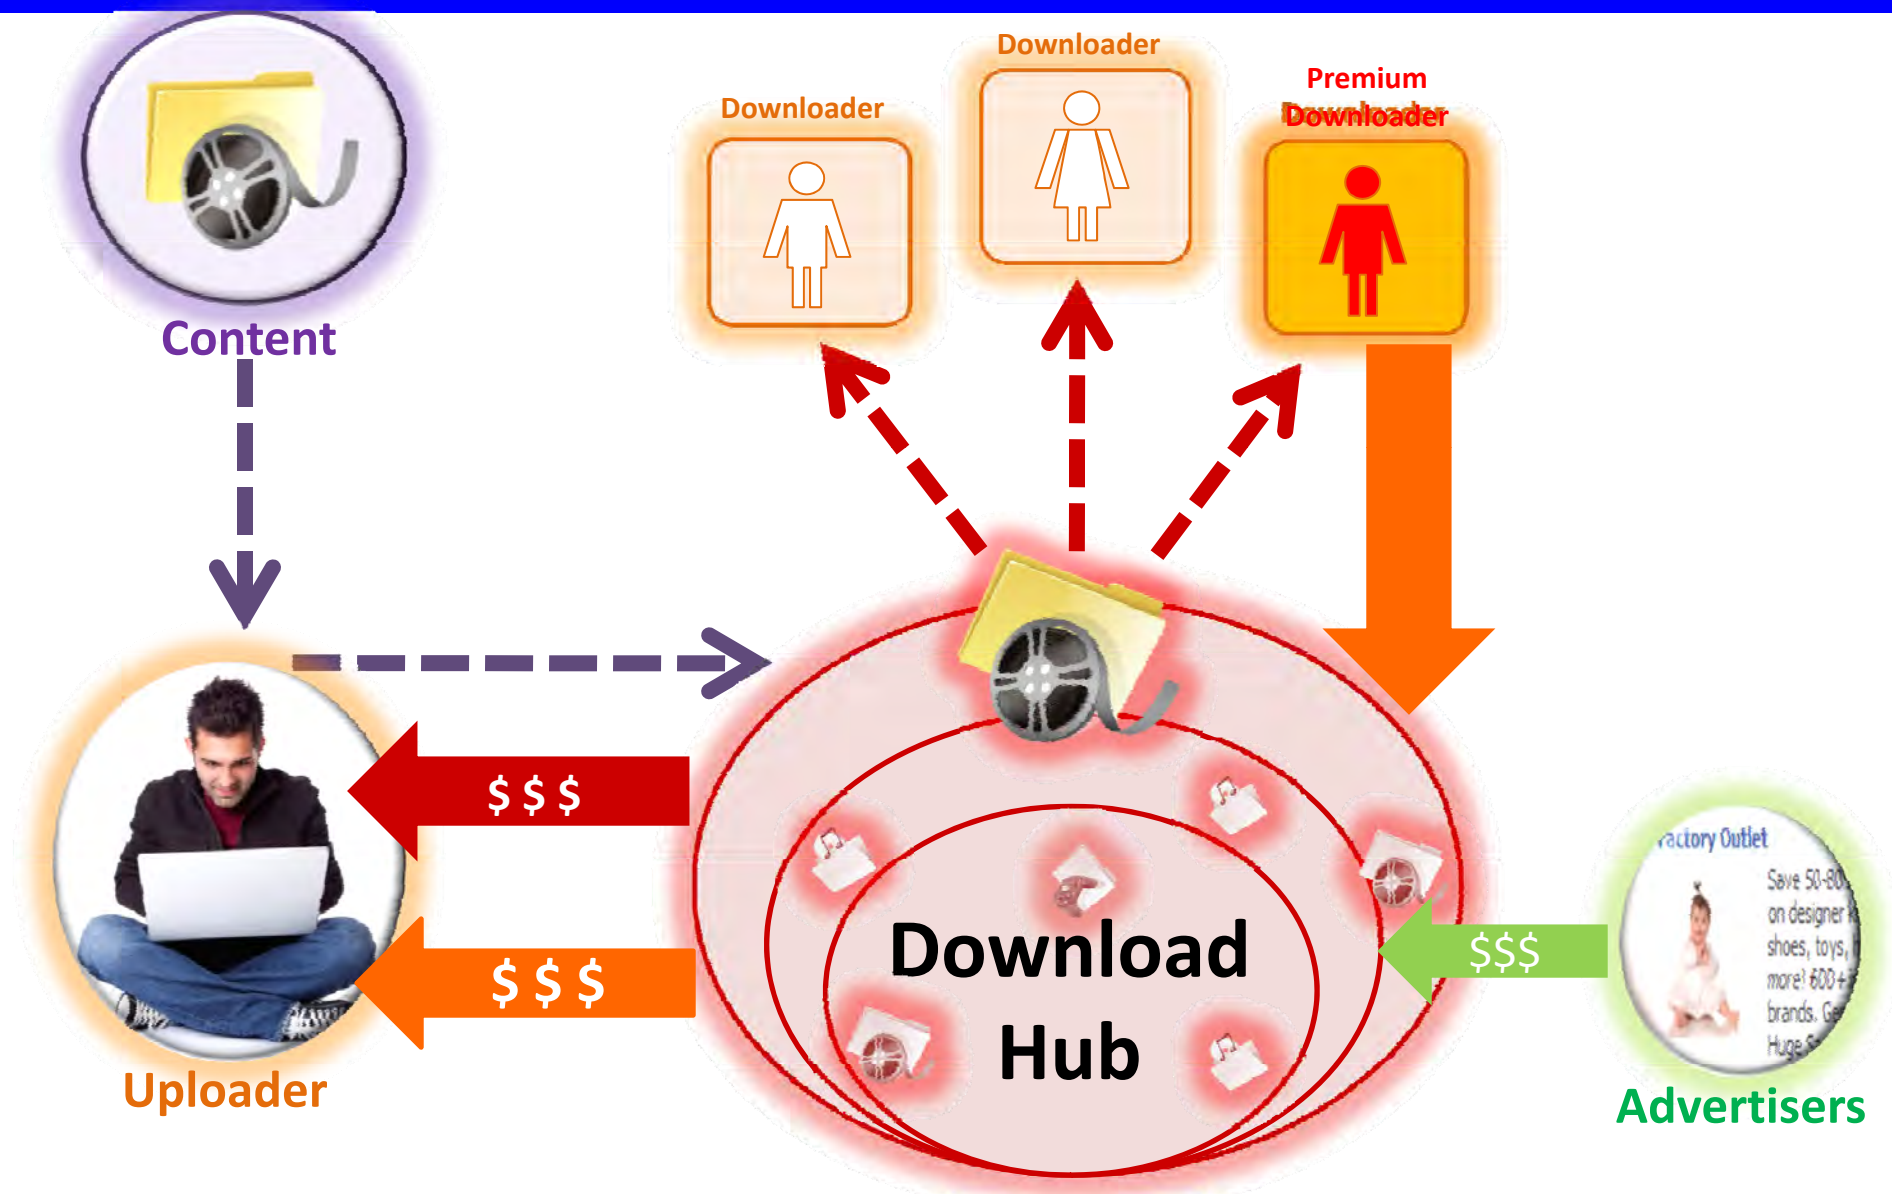 Downloader
Downloader
Premium
Downloader
Content
$ $ $
$ $ $
Uploader
Download
Hub
$$$
actory Outlet
Save 50-80
on designer
shoes, toys,
more! 600+
brands.
Huge
Advertisers